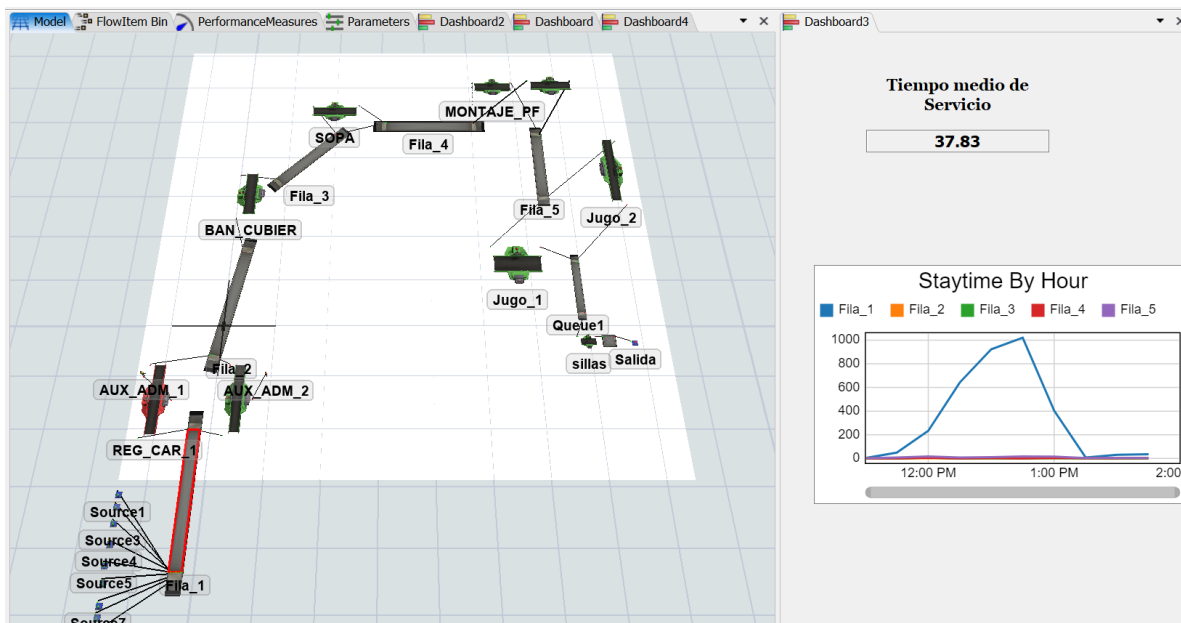 Model
FlowItem Bin
PerformanceMeasures
Parameters
Dashboard2
Dashboard
Dashboard4
Dashboard3
MONTAJE_PF
SOPA
Fila_4
Fila_3
Fila_5
Jugo_2
BAN_CUBIER
Jugo_1
Queue1
sillas
Salida
Fila_2
AUX_ADM_1
AUX_ADM_2
REG_CAR_1
Source1
Source3
Source4
Source5
Fila_1
Source7
Tiempo medio de
Servicio
37.83
Staytime By Hour
Fila_1
Fila_2
Fila_3
Fila_4
Fila_5
1000
800
600
400
200
0
12:00 PM
1:00 PM
2:00